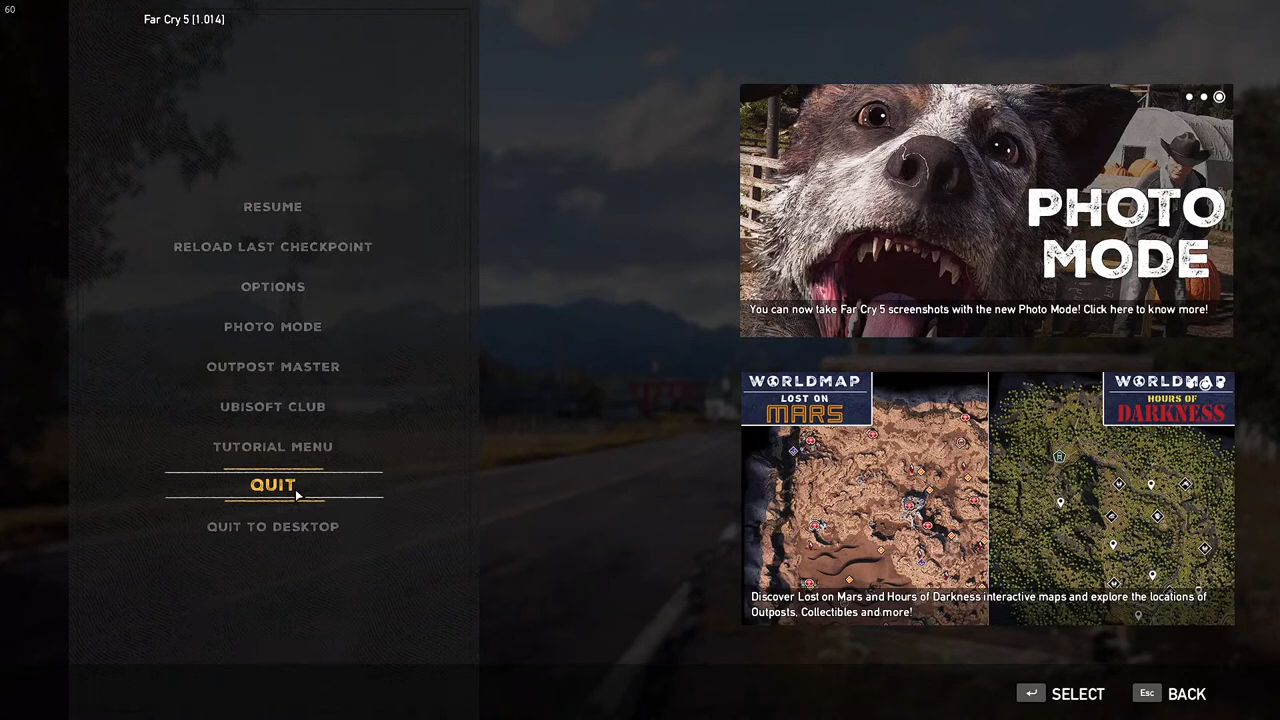 60
Far Cry 5 [1.014]
RESUME
RELOAD LAST CHECKPOINT
OPTIONS
PHOTO MODE
OUTPOST MASTER
UBISOFT CLUB
TUTORIAL MENU
QUIT
QUIT TO DESKTOP
PHOTO
MODE
You can now take Far Cry 5 screenshots with the new Photo Mode! Click here to know more!
WORLDMAP
LOST ON
MARS
WORLDMAP
HOURS OF
DARKNESS
Discover Lost on Mars and Hours of Darkness interactive maps and explore the locations of
Outposts, Collectibles and more!
SELECT
Esc BACK